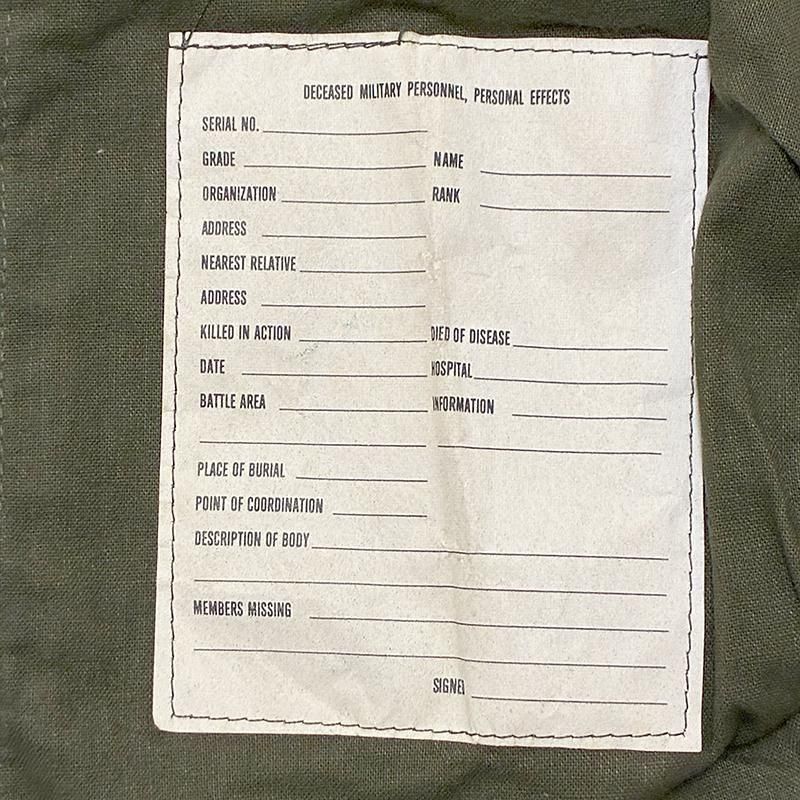 DECEASED MILITARY PERSONNEL, PERSONAL EFFECTS
SERIAL NO.
GRADE NAME
ORGANIZATION RANK
ADDRESS
NEAREST RELATIVE
ADDRESS
KILLED IN ACTION DIED OF DISEASE
DATE HOSPITAL
BATTLE AREA INFORMATION
PLACE OF BURIAL
POINT OF COORDINATION
DESCRIPTION OF BODY
MEMBERS MISSING
SIGNED